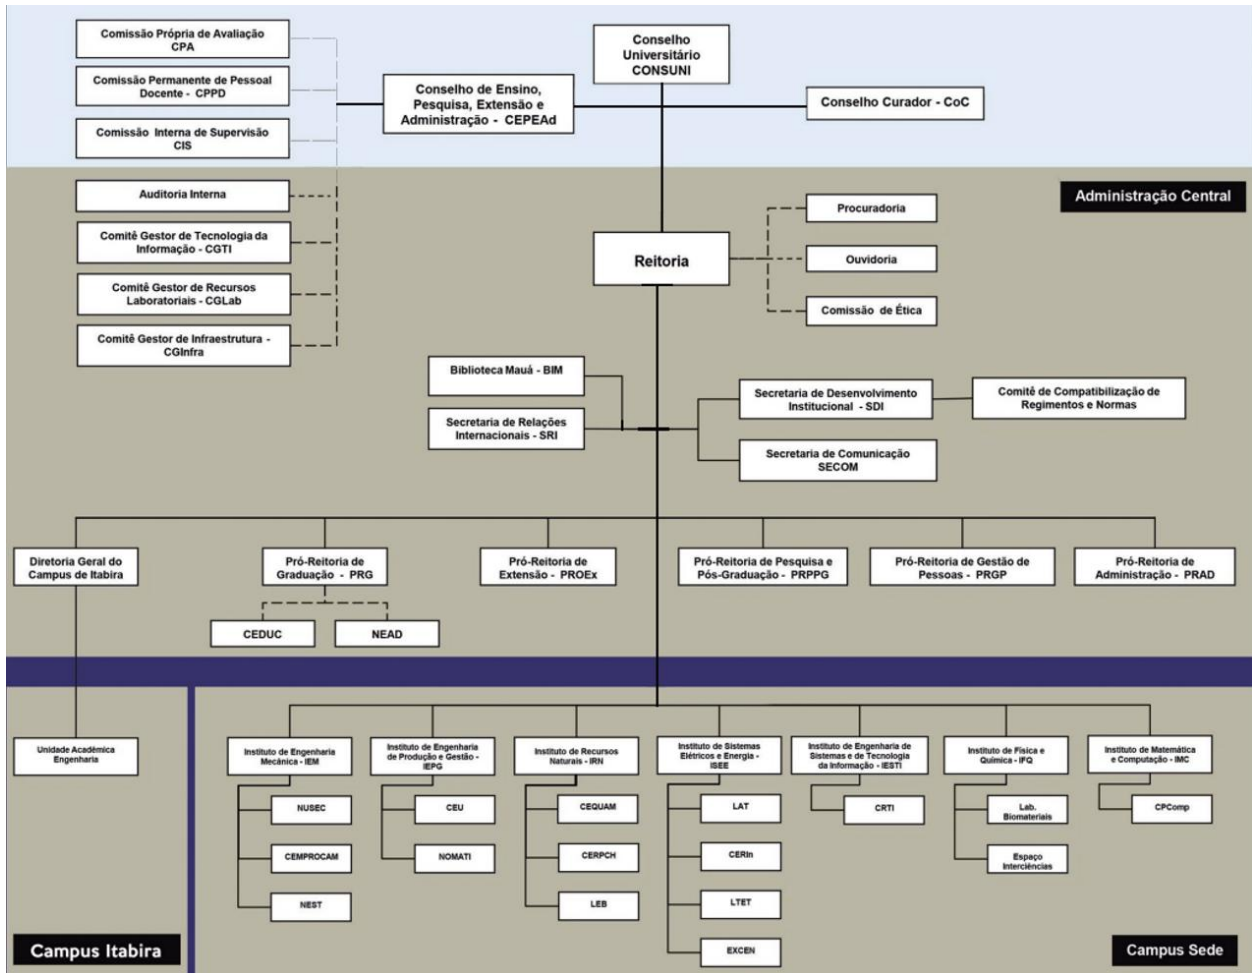 Comissão Própria de Avaliação
CPA
Conselho
Universitário
CONSUNI
Comissão Permanente de Pessoal
Docente - CPPD
Conselho de Ensino,
Pesquisa, Extensão e
Administração - CEPEAd
Conselho Curador - CoC
Comissão Interna de Supervisão
CIS
Auditoria Interna
Administração Central
Comitê Gestor de Tecnologia da
Informação - CGTI
Comitê Gestor de Recursos
Laboratoriais - CGLab
Comitê Gestor de Infraestrutura -
CGInfra
Reitoria
Procuradoria
Ouvidoria
Comissão de Ética
Biblioteca Mauá - BIM
Secretaria de Relações
Internacionais - SRI
Secretaria de Desenvolvimento
Institucional - SDI
Comitê de Compatibilização de
Regimentos e Normas
Secretaria de Comunicação
SECOM
Diretoria Geral do
Campus de Itabira
Pró-Reitoria de
Graduação - PRG
Pró-Reitoria de
Extensão - PROEx
Pró-Reitoria de Pesquisa e
Pós-Graduação - PRPPG
Pró-Reitoria de Gestão de
Pessoas - PRGP
Pró-Reitoria de
Administração - PRAD
CEDUC
NEAD
Unidade Acadêmica
Engenharia
Instituto de Engenharia
Mecânica - IEM
Instituto de Engenharia
de Produção e Gestão -
IEPG
Instituto de Recursos
Naturais - IRN
Instituto de Sistemas
Elétricos e Energia -
ISEE
Instituto de Engenharia de
Sistemas e de Tecnologia
da Informação - IESTI
Instituto de Física e
Química - IFQ
Instituto de Matemática
e Computação - IMC
NUSEC
CEMPROCAM
NEST
CEU
NOMATI
CEQUAM
CERPCH
LEB
LAT
CERIn
LTET
EXCEN
CRTI
Lab.
Biomateriais
Espaço
Interciências
CPComp
Campus Itabira
Campus Sede